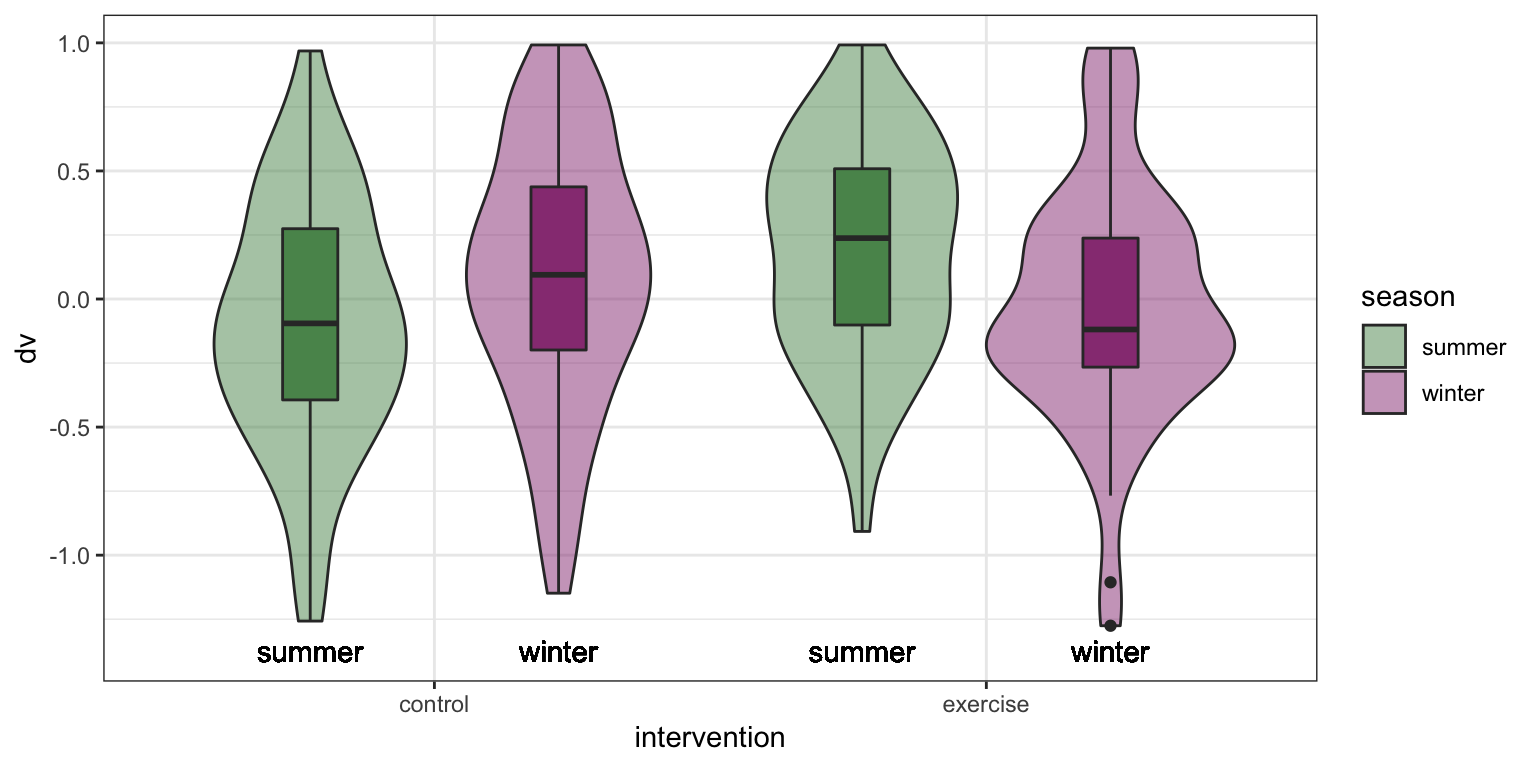 1.0
0.5
0.0
-0.5
-1.0
dv
summer winter summer winter
control exercise
intervention
season
summer
winter